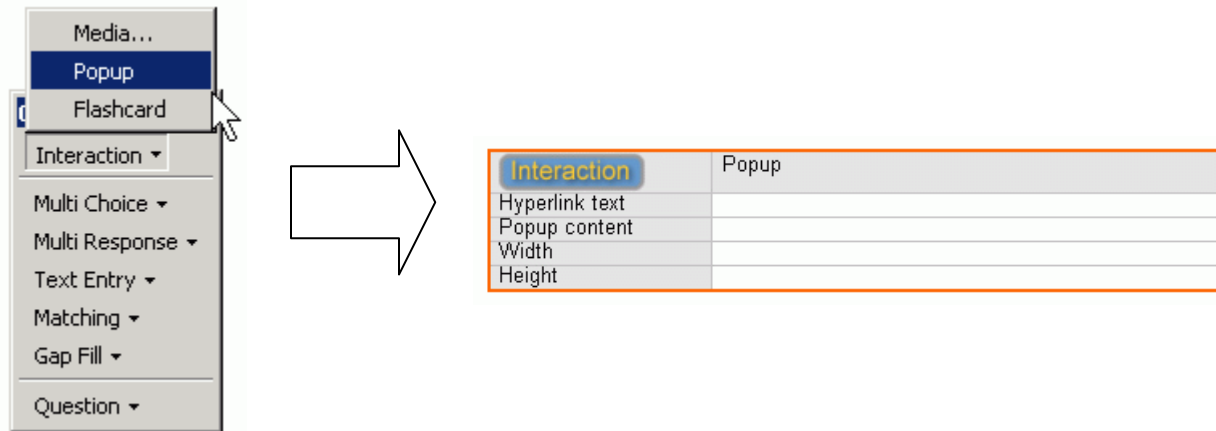 Media...
Popup
Flashcard
Interaction
Multi Choice
Multi Response
Text Entry
Matching
Gap Fill
Question
Interaction Popup
Hyperlink text
Popup content
Width
Height